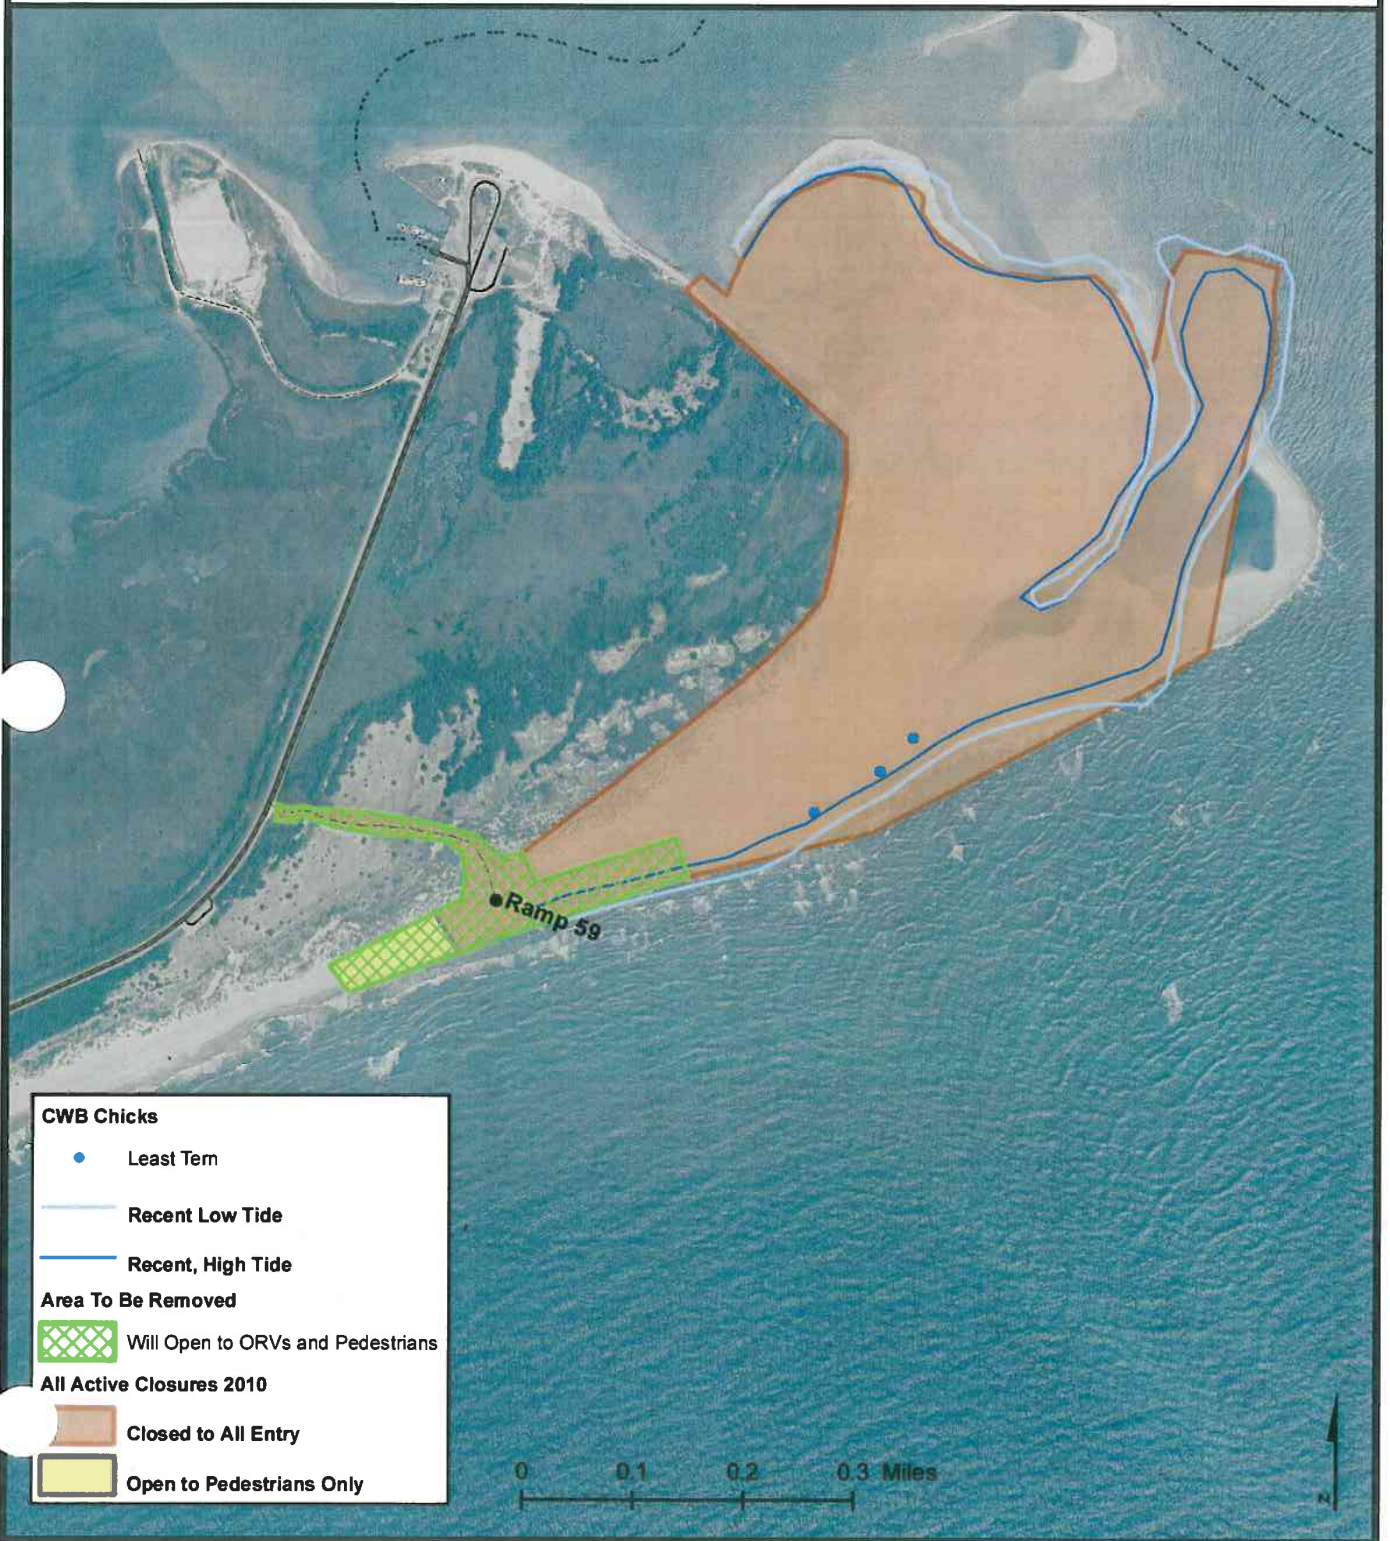 Ramp 59
CWB Chicks
Least Tern
Recent Low Tide
Recent, High Tide
Area To Be Removed
Will Open to ORVs and Pedestrians
All Active Closures 2010
Closed to All Entry
Open to Pedestrians Only
0 0.1 0.2 0.3 Miles
N